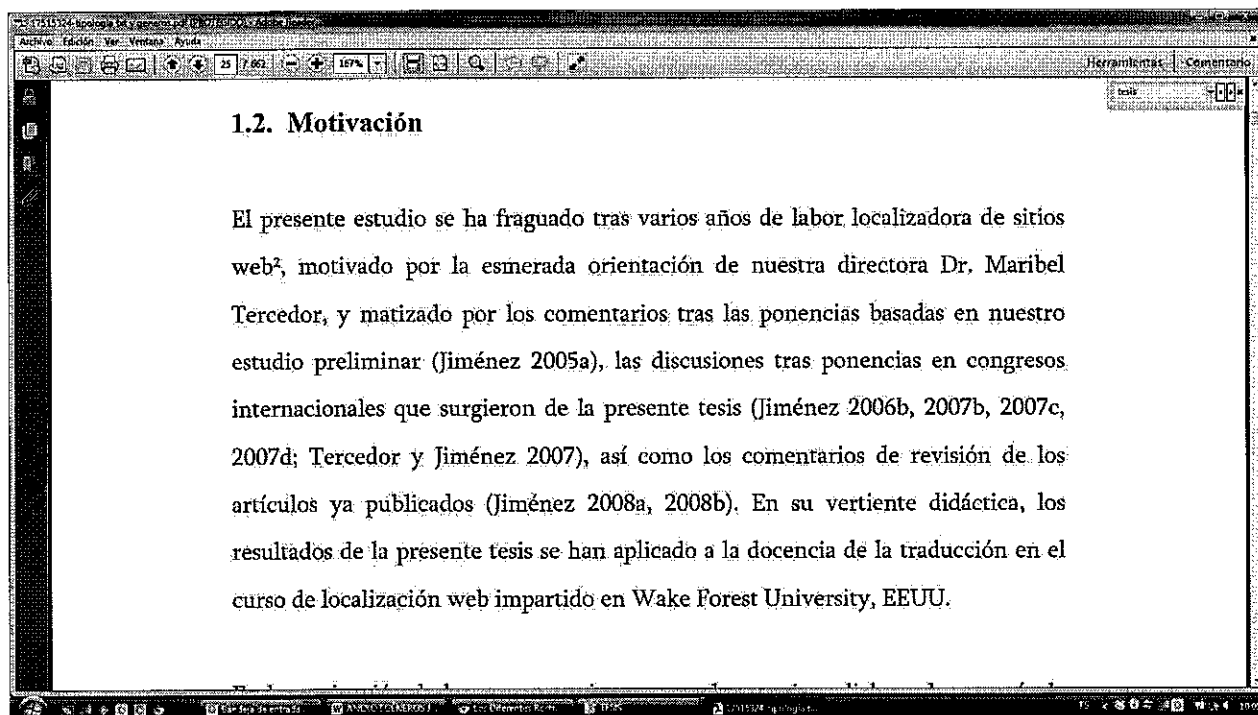 Archivo Edición Ver Ventana Ayuda
25 / 662 167% Herramientas Comentario
tesis
1.2. Motivación
El presente estudio se ha fraguado tras varios años de labor localizadora de sitios
web², motivado por la esmerada orientación de nuestra directora Dr. Maribel
Tercedor, y matizado por los comentarios tras las ponencias basadas en nuestro
estudio preliminar (Jiménez 2005a), las discusiones tras ponencias en congresos
internacionales que surgieron de la presente tesis (Jiménez 2006b, 2007b, 2007c,
2007d; Tercedor y Jiménez 2007), así como los comentarios de revisión de los
artículos ya publicados (Jiménez 2008a, 2008b). En su vertiente didáctica, los
resultados de la presente tesis se han aplicado a la docencia de la traducción en el
curso de localización web impartido en Wake Forest University, EEUU.